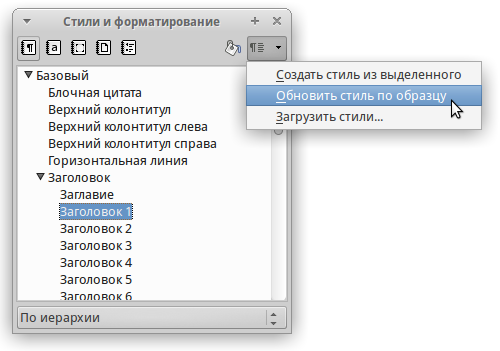 Стили и форматирование
Создать стиль из выделенного
Обновить стиль по образцу
Загрузить стили...
Базовый
Блочная цитата
Верхний колонтитул
Верхний колонтитул слева
Верхний колонтитул справа
Горизонтальная линия
Заголовок
Заглавие
Заголовок 1
Заголовок 2
Заголовок 3
Заголовок 4
Заголовок 5
Заголовок 6
По иерархии